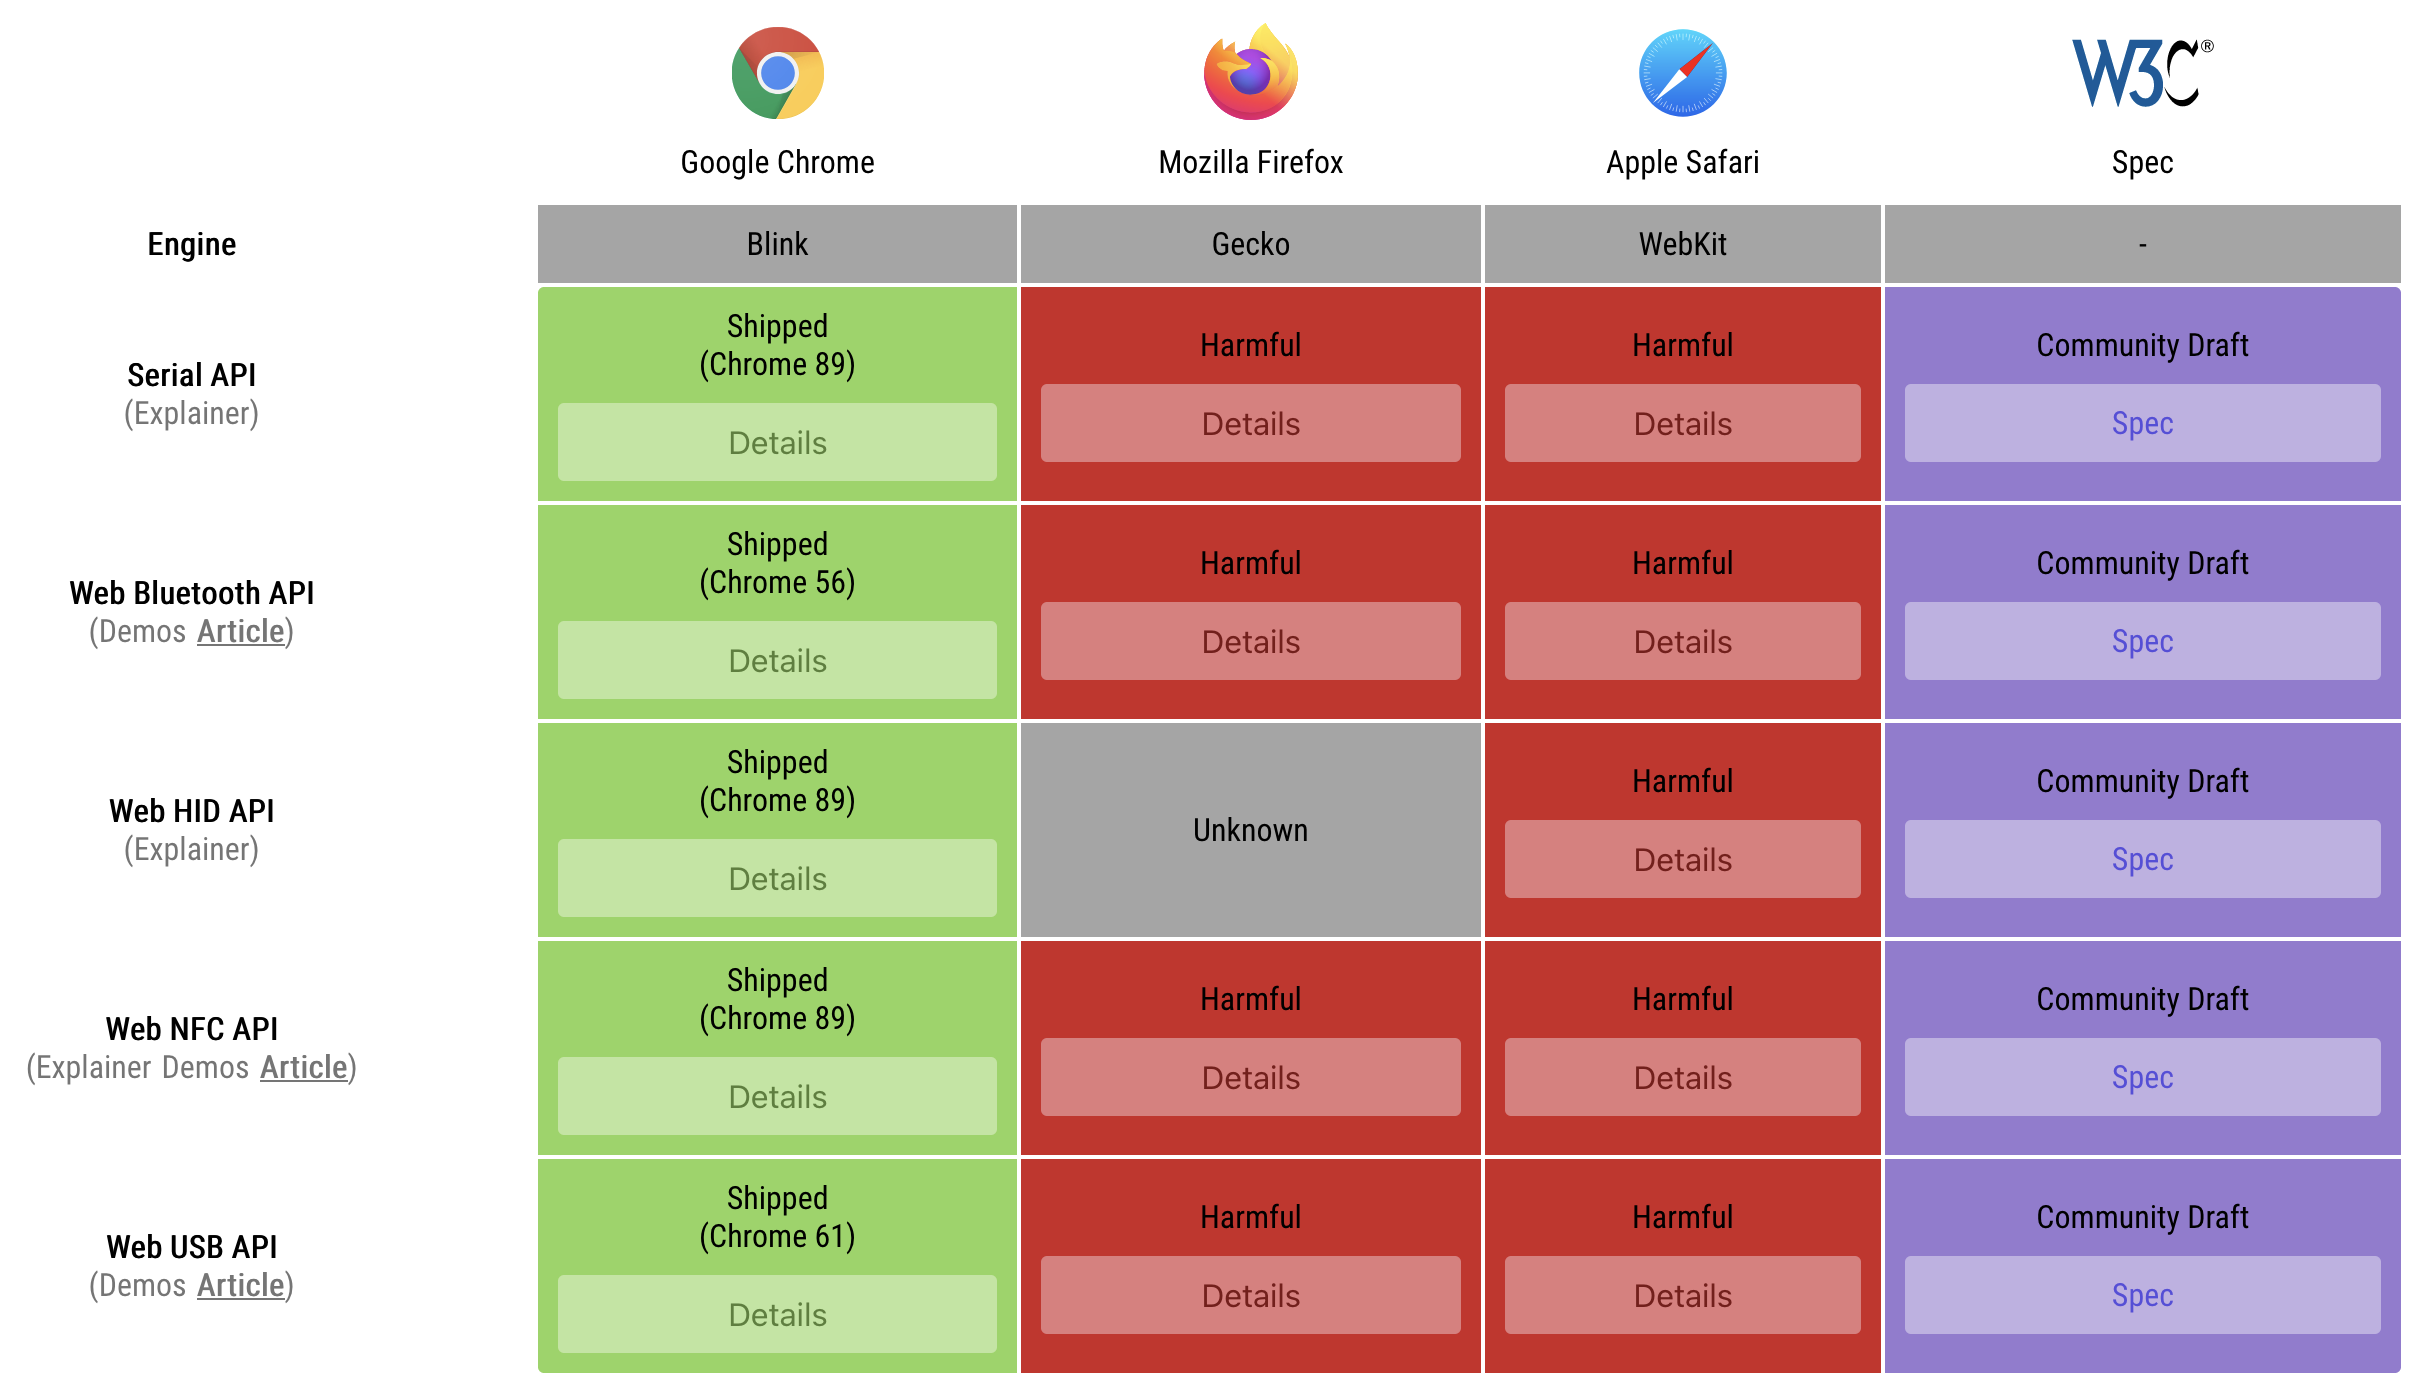 W3C®
Google Chrome
Mozilla Firefox
Apple Safari
Spec
Engine
Blink
Gecko
WebKit
-
Serial API
(Explainer)
Shipped
(Chrome 89)
Details
Harmful
Details
Harmful
Details
Community Draft
Spec
Web Bluetooth API
(Demos Article)
Shipped
(Chrome 56)
Details
Harmful
Details
Harmful
Details
Community Draft
Spec
Web HID API
(Explainer)
Shipped
(Chrome 89)
Details
Unknown
Harmful
Details
Community Draft
Spec
Web NFC API
(Explainer Demos Article)
Shipped
(Chrome 89)
Details
Harmful
Details
Harmful
Details
Community Draft
Spec
Web USB API
(Demos Article)
Shipped
(Chrome 61)
Details
Harmful
Details
Harmful
Details
Community Draft
Spec